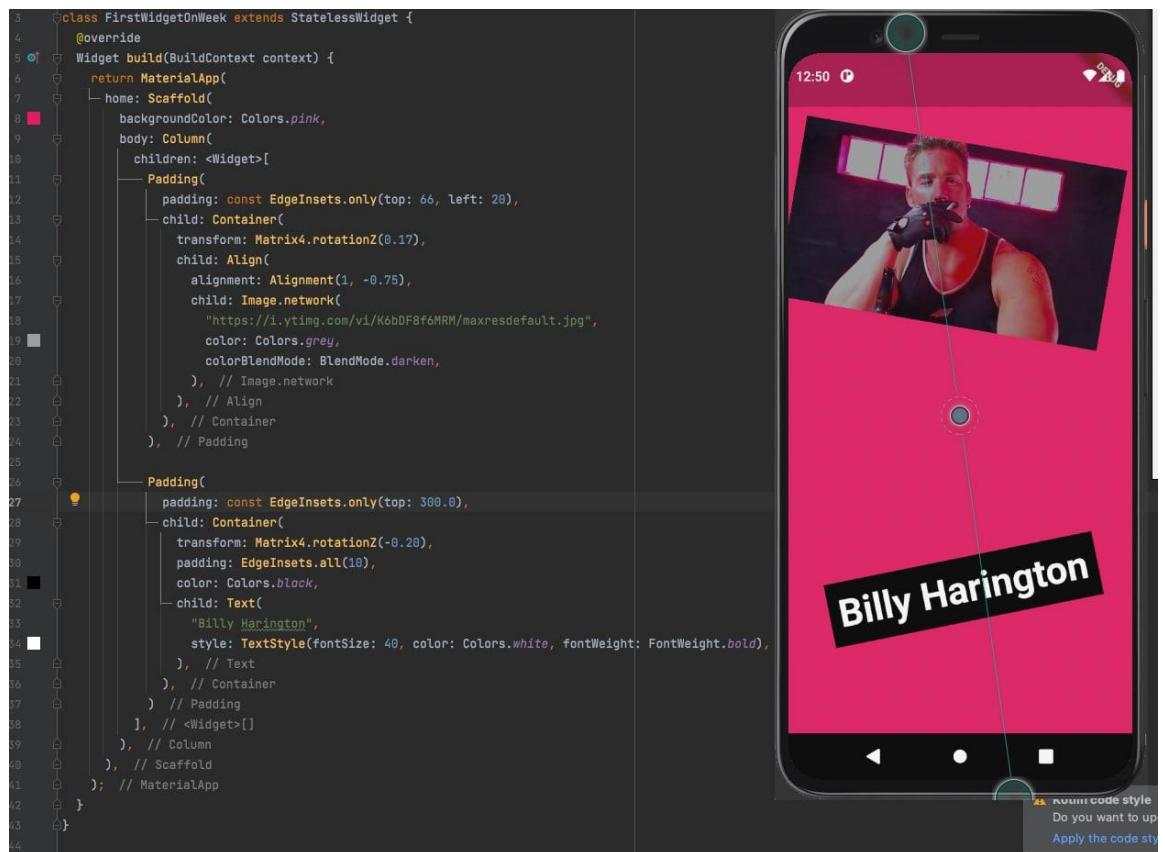 3 class FirstWidgetOnWeek extends StatelessWidget {
4 @override
5 Widget build(BuildContext context) {
6 return MaterialApp(
7 home: Scaffold(
8 backgroundColor: Colors.pink,
9 body: Column(
10 children: <Widget>[
11 Padding(
12 padding: const EdgeInsets.only(top: 66, left: 20),
13 child: Container(
14 transform: Matrix4.rotationZ(0.17),
15 child: Align(
16 alignment: Alignment(1, -0.75),
17 child: Image.network(
18 "https://i.ytimg.com/vi/K6bDF8f6MRM/maxresdefault.jpg",
19 color: Colors.grey,
20 colorBlendMode: BlendMode.darken,
21 ), // Image.network
22 ), // Align
23 ), // Container
24 ), // Padding
25
26 Padding(
27 padding: const EdgeInsets.only(top: 300.0),
28 child: Container(
29 transform: Matrix4.rotationZ(-0.20),
30 padding: EdgeInsets.all(10),
31 color: Colors.black,
32 child: Text(
33 "Billy Harington",
34 style: TextStyle(fontSize: 40, color: Colors.white, fontWeight: FontWeight.bold),
35 ), // Text
36 ), // Container
37 ) // Padding
38 ], // <Widget>[]
39 ), // Column
40 ), // Scaffold
41 ); // MaterialApp
42 }
43 }
44
12:50
DEBUG
Billy Harington
Kotlin code style
Do you want to up
Apply the code sty